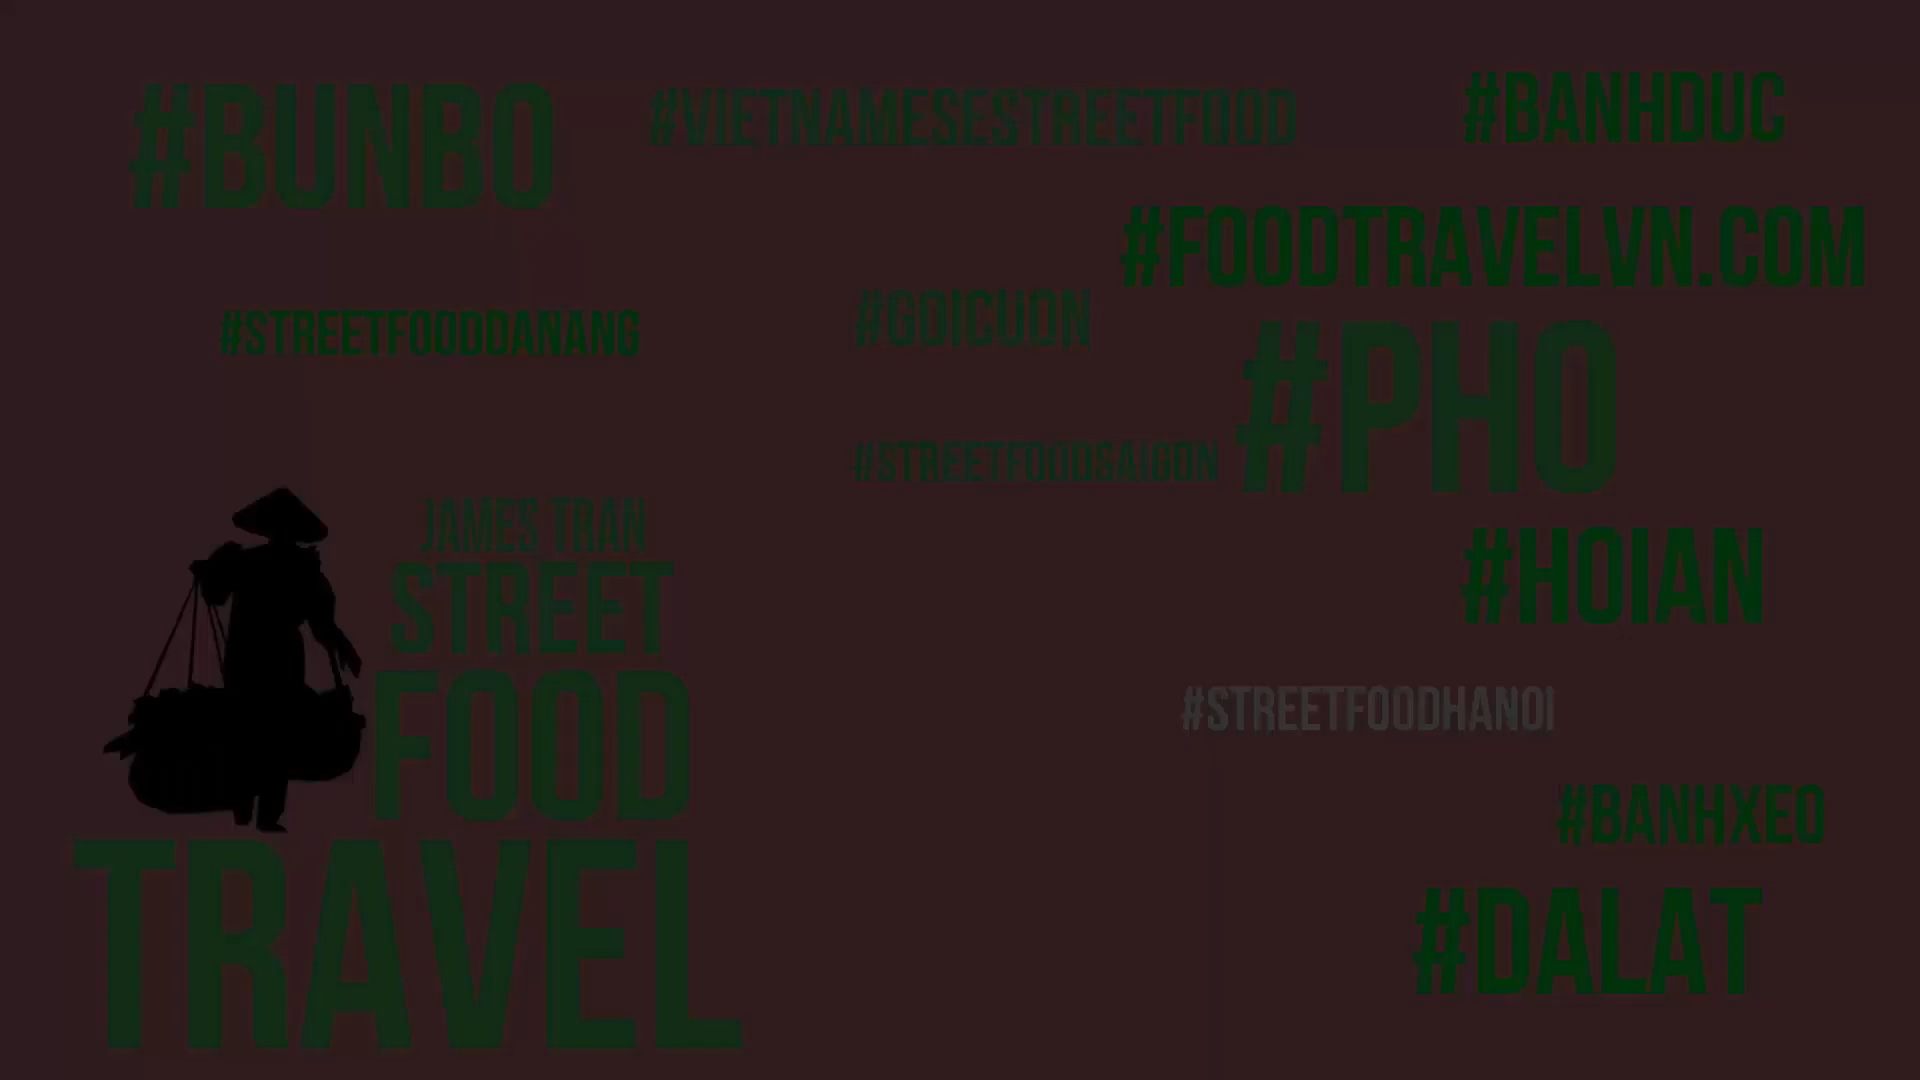 #BUNBO
#VIETNAMESESTREETFOOD
#BANHDUC
#FOODTRAVELVN.COM
#STREETFOODDANANG
#GOICUON
#PHO
#STREETFOODSAIGON
JAMES TRAN
STREET
FOOD
TRAVEL
#HOIAN
#STREETFOODHANOI
#BANHXEO
#DALAT